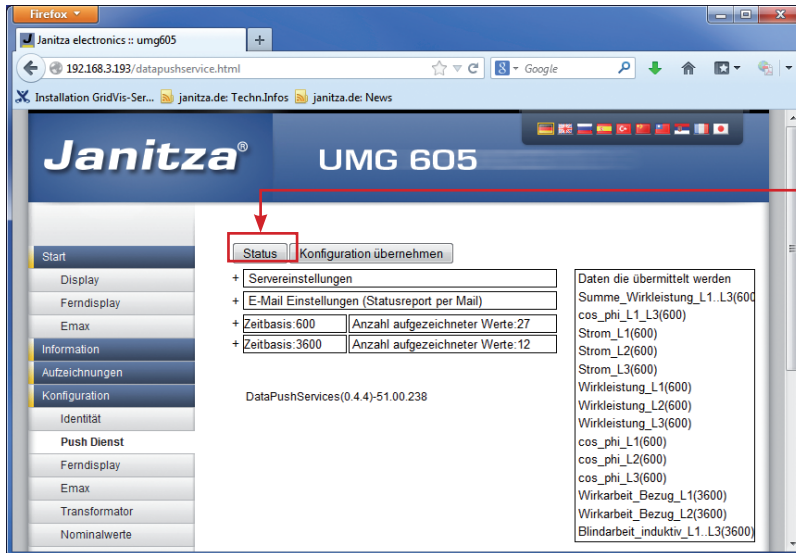 Firefox
Janitza electronics :: umg605
192.168.3.193/datapushservice.html
Google
Installation GridVis-Ser... janitza.de: Techn.Infos janitza.de: News
Janitza®
UMG 605
Start
Display
Ferndisplay
Emax
Information
Aufzeichnungen
Konfiguration
Identität
Push Dienst
Ferndisplay
Emax
Transformator
Nominalwerte
Status Konfiguration übernehmen
+ Servereinstellungen
+ E-Mail Einstellungen (Statusreport per Mail)
+ Zeitbasis:600 Anzahl aufgezeichneter Werte:27
+ Zeitbasis:3600 Anzahl aufgezeichneter Werte:12
DataPushServices(0.4.4)-51.00.238
Daten die übermittelt werden
Summe_Wirkleistung_L1..L3(600
cos_phi_L1_L3(600)
Strom_L1(600)
Strom_L2(600)
Strom_L3(600)
Wirkleistung_L1(600)
Wirkleistung_L2(600)
Wirkleistung_L3(600)
cos_phi_L1(600)
cos_phi_L2(600)
cos_phi_L3(600)
Wirkarbeit_Bezug_L1(3600)
Wirkarbeit_Bezug_L2(3600)
Blindarbeit_induktiv_L1..L3(3600)